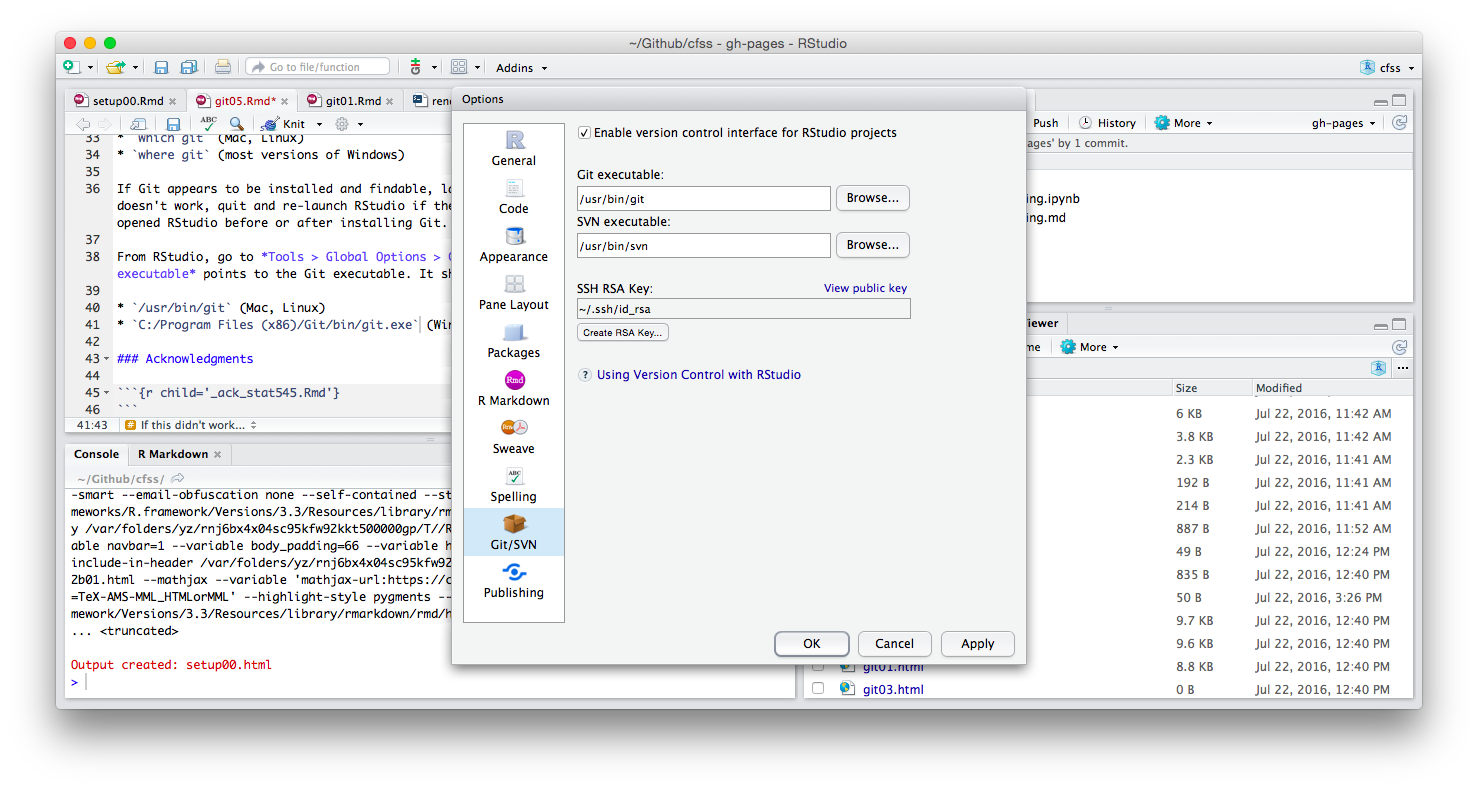 ~/Github/cfss - gh-pages - RStudio
Go to file/function
Addins
cfss
setup00.Rmd
git05.Rmd*
git01.Rmd
ABC
Knit
33 * `which git` (Mac, Linux)
34 * `where git` (most versions of Windows)
35
36 If Git appears to be installed and findable,
doesn't work, quit and re-launch RStudio if
opened RStudio before or after installing Git.
37
38 From RStudio, go to *Tools > Global Options >
executable* points to the Git executable. It
39
40 * `/usr/bin/git` (Mac, Linux)
41 * `C:/Program Files (x86)/Git/bin/git.exe`
42
43 ### Acknowledgments
44
45 ```{r child='_ack_stat545.Rmd'}
46 ```
41:43
# If this didn't work...
Console
R Markdown
~/Github/cfss/
-smart --email-obfuscation none --self-contained --st
meworks/R.framework/Versions/3.3/Resources/library/rm
y /var/folders/yz/rnj6bx4x04sc95kfw9Zkkt500000gp/T//R
able navbar=1 --variable body_padding=66 --variable h
include-in-header /var/folders/yz/rnj6bx4x04sc95kfw9Z
2b01.html --mathjax --variable 'mathjax-url:https://c
=TeX-AMS-MML_HTMLorMML' --highlight-style pygments --
mework/Versions/3.3/Resources/library/rmarkdown/rmd/h
... <truncated>
Output created: setup00.html
>
Options
General
Code
Appearance
Pane Layout
Packages
Rmd
R Markdown
Rnw
Sweave
ABC
Spelling
Git/SVN
Publishing
Enable version control interface for RStudio projects
Git executable:
/usr/bin/git
Browse...
SVN executable:
/usr/bin/svn
Browse...
SSH RSA Key:
View public key
~/.ssh/id_rsa
Create RSA Key...
? Using Version Control with RStudio
OK
Cancel
Apply
Push
History
More
gh-pages
ages' by 1 commit.
ing.ipynb
ing.md
iewer
me
More
Size
Modified
6 KB Jul 22, 2016, 11:42 AM
3.8 KB Jul 22, 2016, 11:42 AM
2.3 KB Jul 22, 2016, 11:41 AM
192 B Jul 22, 2016, 11:41 AM
214 B Jul 22, 2016, 11:41 AM
887 B Jul 22, 2016, 11:52 AM
49 B Jul 22, 2016, 12:24 PM
835 B Jul 22, 2016, 12:40 PM
50 B Jul 22, 2016, 3:26 PM
9.7 KB Jul 22, 2016, 12:40 PM
9.6 KB Jul 22, 2016, 12:40 PM
git01.html 8.8 KB Jul 22, 2016, 12:40 PM
git03.html 0 B Jul 22, 2016, 12:40 PM